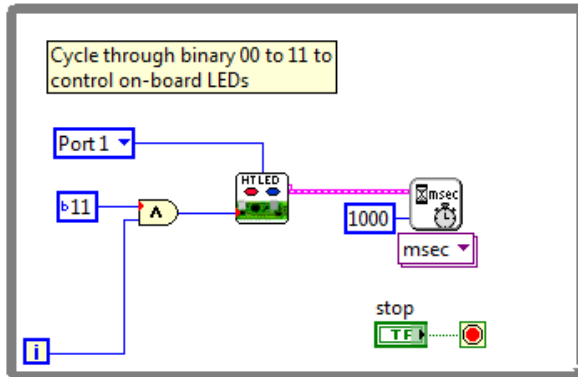 Cycle through binary 00 to 11 to
control on-board LEDs
Port 1
HT LED
b11
Λ
msec
1000
msec
stop
TF
i